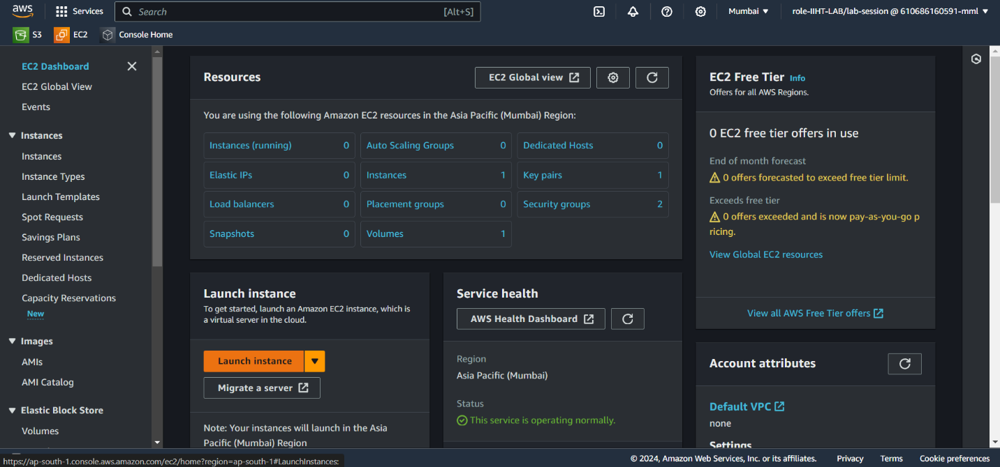 aws
Services
Search
[Alt+S]
Mumbai
role-IIHT-LAB/lab-session @ 610686160591-mml
S3
EC2
Console Home
EC2 Dashboard
EC2 Global View
Events
Instances
Instances
Instance Types
Launch Templates
Spot Requests
Savings Plans
Reserved Instances
Dedicated Hosts
Capacity Reservations
New
Images
AMIs
AMI Catalog
Elastic Block Store
Volumes
Resources
EC2 Global view
You are using the following Amazon EC2 resources in the Asia Pacific (Mumbai) Region:
Instances (running) 0
Auto Scaling Groups 0
Dedicated Hosts 0
Elastic IPs 0
Instances 1
Key pairs 1
Load balancers 0
Placement groups 0
Security groups 2
Snapshots 0
Volumes 1
Launch instance
To get started, launch an Amazon EC2 instance, which is
a virtual server in the cloud.
Launch instance
Migrate a server
Note: Your instances will launch in the Asia
Pacific (Mumbai) Region
Service health
AWS Health Dashboard
Region
Asia Pacific (Mumbai)
Status
This service is operating normally.
EC2 Free Tier Info
Offers for all AWS Regions.
0 EC2 free tier offers in use
End of month forecast
0 offers forecasted to exceed free tier limit.
Exceeds free tier
0 offers exceeded and is now pay-as-you-go p
ricing.
View Global EC2 resources
View all AWS Free Tier offers
Account attributes
Default VPC
none
Settings
https://ap-south-1.console.aws.amazon.com/ec2/home?region=ap-south-1#LaunchInstances:
© 2024, Amazon Web Services, Inc. or its affiliates.
Privacy
Terms
Cookie preferences